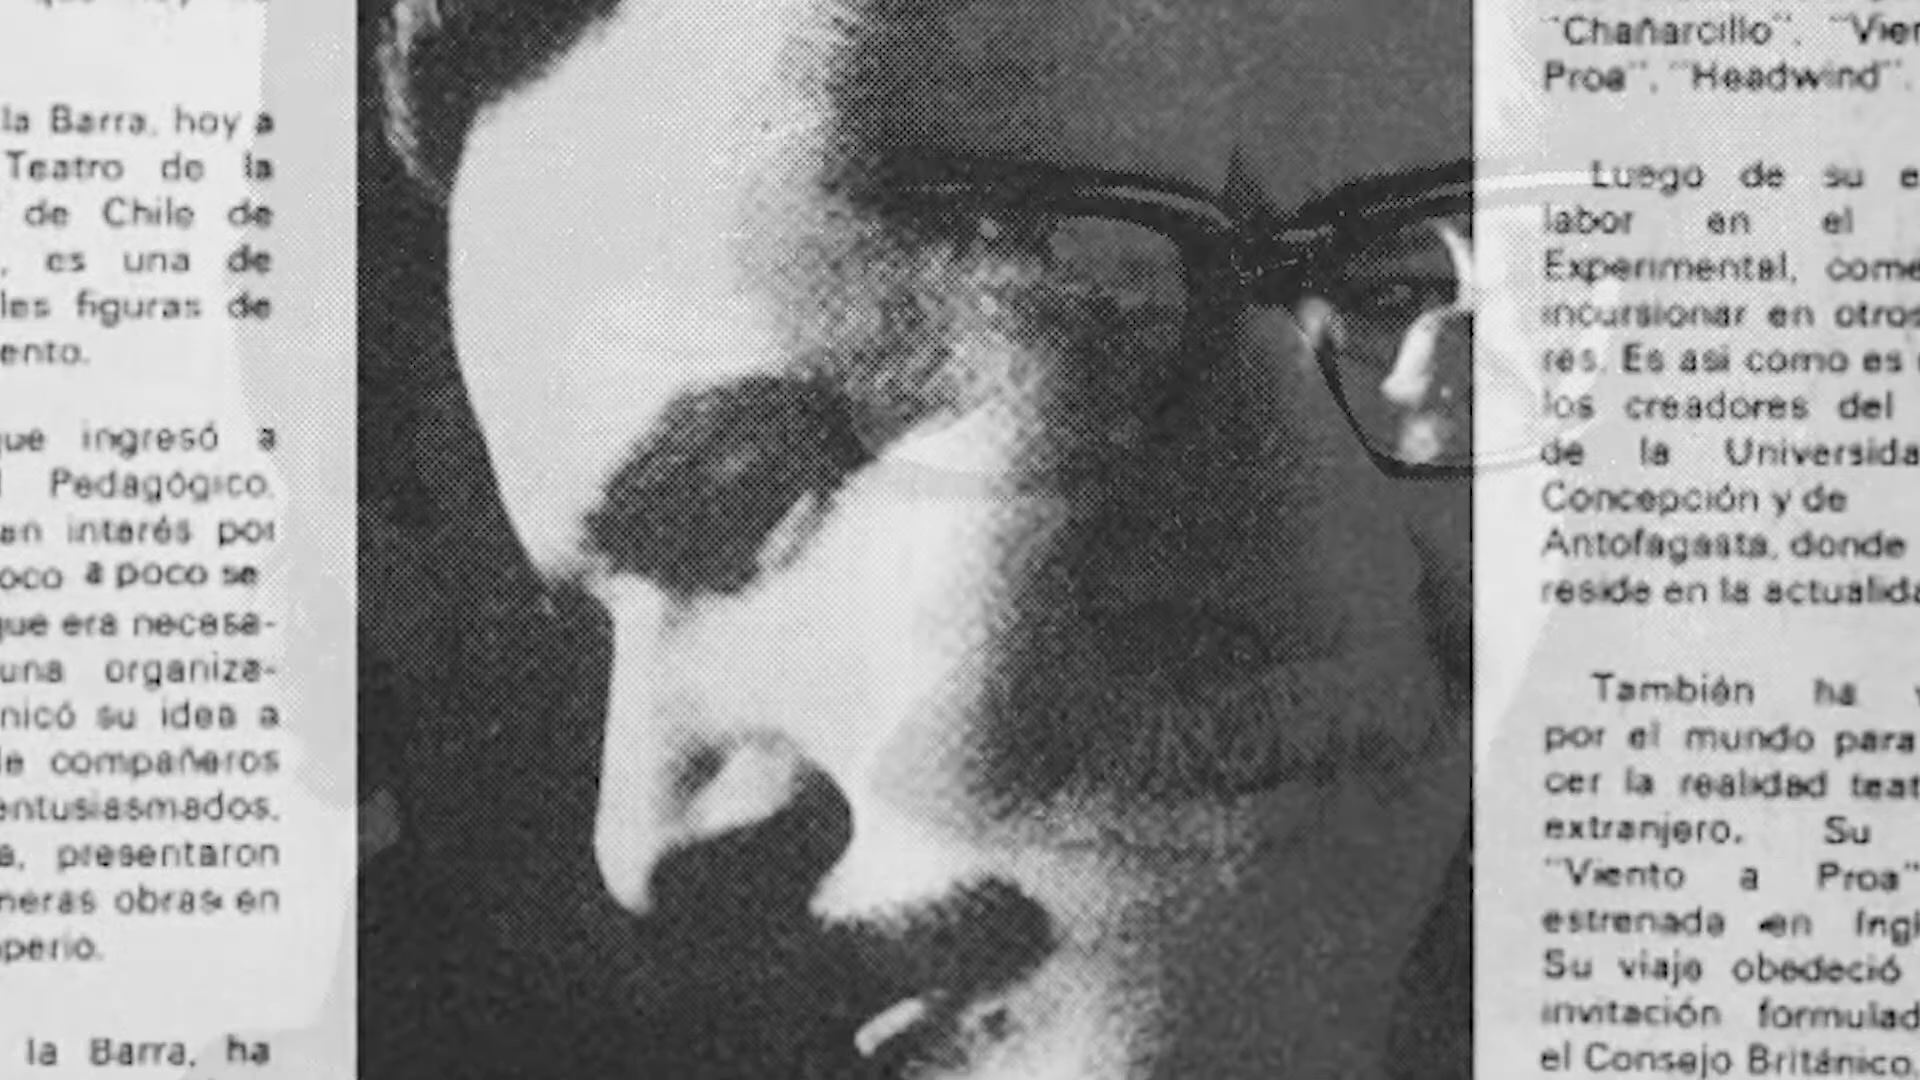 la Barra, hoy a
Teatro de la
de Chile de
, es una de
les figuras de
ento.
que ingresó a
Pedagógico,
an interés por
oco a poco se
que era necesa-
una organiza-
nicó su idea a
de compañeros
entusiasmados,
a, presentaron
meras obras en
perio.
la Barra, ha
"Chañarcillo", "Vier
Proa", "Headwind".
Luego de su e
labor en el
Experimental, come
incursionar en otros
res. Es asi como es
los creadores del
de la Universida
Concepción y de
Antofagasta, donde
reside en la actualida
También ha v
por el mundo para
cer la realidad teat
extranjero. Su
"Viento a Proa"
estrenada en Ingl
Su viaje obedeció
invitación formulad
el Consejo Británico.